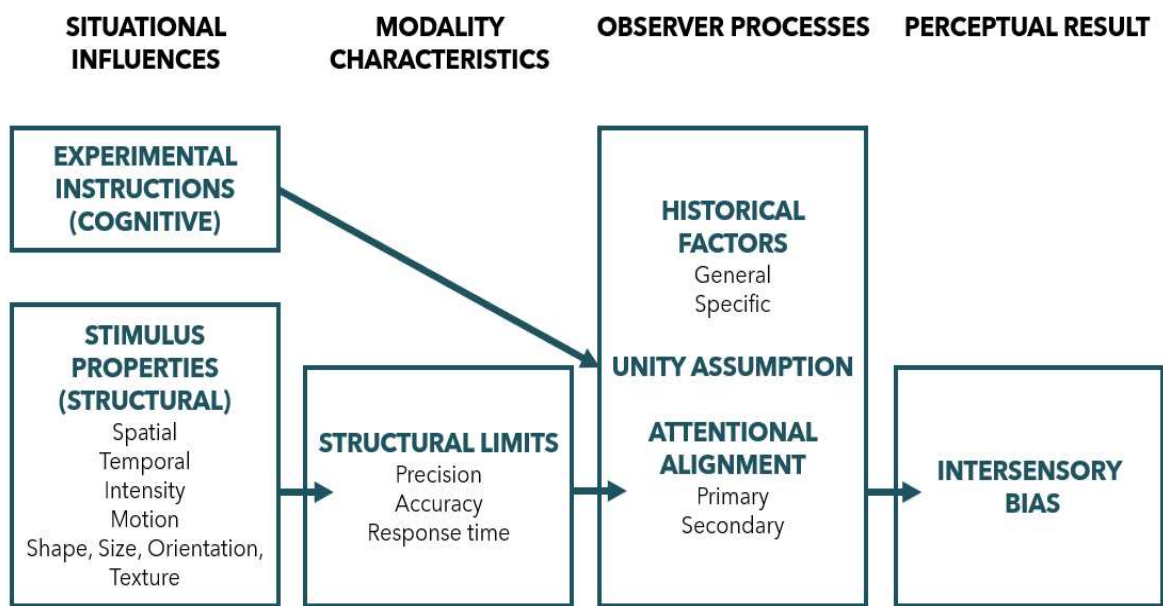 SITUATIONAL
INFLUENCES
MODALITY
CHARACTERISTICS
OBSERVER PROCESSES
PERCEPTUAL RESULT
EXPERIMENTAL
INSTRUCTIONS
(COGNITIVE)
STIMULUS
PROPERTIES
(STRUCTURAL)
Spatial
Temporal
Intensity
Motion
Shape, Size, Orientation,
Texture
STRUCTURAL LIMITS
Precision
Accuracy
Response time
HISTORICAL
FACTORS
General
Specific
UNITY ASSUMPTION
ATTENTIONAL
ALIGNMENT
Primary
Secondary
INTERSENSORY
BIAS